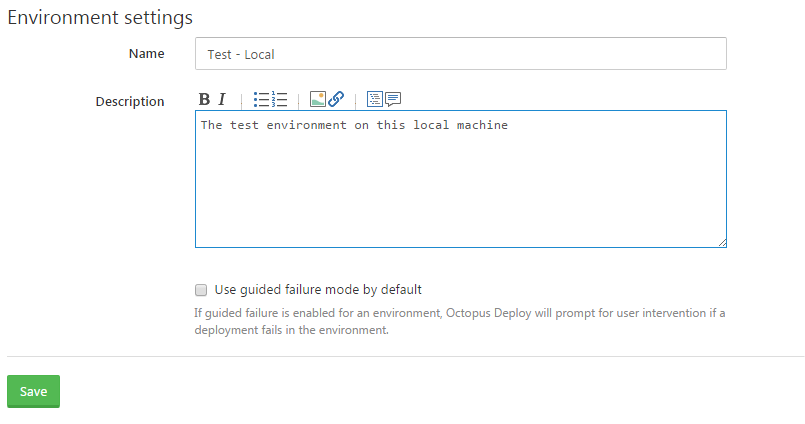 Environment settings
Name
Test - Local
Description
B I
The test environment on this local machine
Use guided failure mode by default
If guided failure is enabled for an environment, Octopus Deploy will prompt for user intervention if a
deployment fails in the environment.
Save